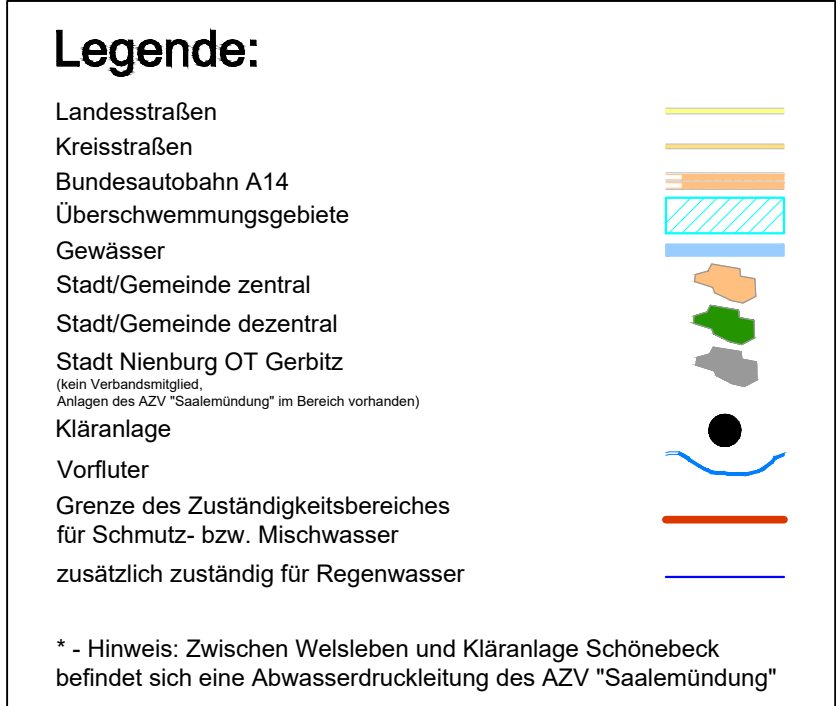 Legende:
Landesstraßen
Kreisstraßen
Bundesautobahn A14
Überschwemmungsgebiete
Gewässer
Stadt/Gemeinde zentral
Stadt/Gemeinde dezentral
Stadt Nienburg OT Gerbitz
(kein Verbandsmitglied,
Anlagen des AZV "Saalemündung" im Bereich vorhanden)
Kläranlage
Vorfluter
Grenze des Zuständigkeitsbereiches
für Schmutz- bzw. Mischwasser
zusätzlich zuständig für Regenwasser
* - Hinweis: Zwischen Welsleben und Kläranlage Schönebeck
befindet sich eine Abwasserdruckleitung des AZV "Saalemündung"